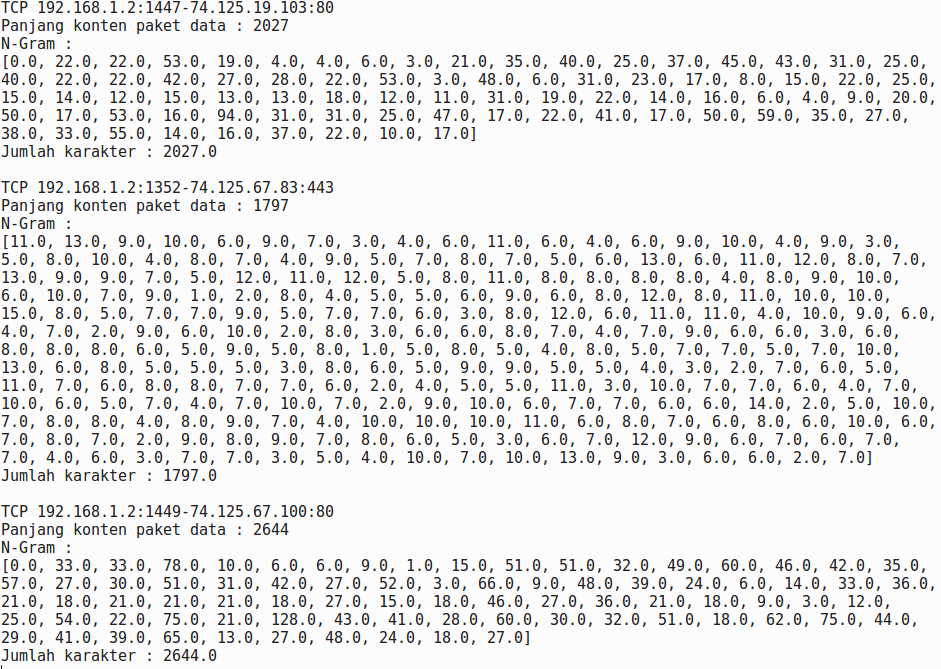 TCP 192.168.1.2:1447-74.125.19.103:80
Panjang konten paket data : 2027
N-Gram :
[0.0, 22.0, 22.0, 53.0, 19.0, 4.0, 4.0, 6.0, 3.0, 21.0, 35.0, 40.0, 25.0, 37.0, 45.0, 43.0, 31.0, 25.0,
40.0, 22.0, 22.0, 42.0, 27.0, 28.0, 22.0, 53.0, 3.0, 48.0, 6.0, 31.0, 23.0, 17.0, 8.0, 15.0, 22.0, 25.0,
15.0, 14.0, 12.0, 15.0, 13.0, 13.0, 18.0, 12.0, 11.0, 31.0, 19.0, 22.0, 14.0, 16.0, 6.0, 4.0, 9.0, 20.0,
50.0, 17.0, 53.0, 16.0, 94.0, 31.0, 31.0, 25.0, 47.0, 17.0, 22.0, 41.0, 17.0, 50.0, 59.0, 35.0, 27.0,
38.0, 33.0, 55.0, 14.0, 16.0, 37.0, 22.0, 10.0, 17.0]
Jumlah karakter : 2027.0
TCP 192.168.1.2:1352-74.125.67.83:443
Panjang konten paket data : 1797
N-Gram :
[11.0, 13.0, 9.0, 10.0, 6.0, 9.0, 7.0, 3.0, 4.0, 6.0, 11.0, 6.0, 4.0, 6.0, 9.0, 10.0, 4.0, 9.0, 3.0,
5.0, 8.0, 10.0, 4.0, 8.0, 7.0, 4.0, 9.0, 5.0, 7.0, 8.0, 7.0, 5.0, 6.0, 13.0, 6.0, 11.0, 12.0, 8.0, 7.0,
13.0, 9.0, 9.0, 7.0, 5.0, 12.0, 11.0, 12.0, 5.0, 8.0, 11.0, 8.0, 8.0, 8.0, 8.0, 4.0, 8.0, 9.0, 10.0,
6.0, 10.0, 7.0, 9.0, 1.0, 2.0, 8.0, 4.0, 5.0, 5.0, 6.0, 9.0, 6.0, 8.0, 12.0, 8.0, 11.0, 10.0, 10.0,
15.0, 8.0, 5.0, 7.0, 7.0, 9.0, 5.0, 7.0, 7.0, 6.0, 3.0, 8.0, 12.0, 6.0, 11.0, 11.0, 4.0, 10.0, 9.0, 6.0,
4.0, 7.0, 2.0, 9.0, 6.0, 10.0, 2.0, 8.0, 3.0, 6.0, 6.0, 8.0, 7.0, 4.0, 7.0, 9.0, 6.0, 6.0, 3.0, 6.0,
8.0, 8.0, 8.0, 6.0, 5.0, 9.0, 5.0, 8.0, 1.0, 5.0, 8.0, 5.0, 4.0, 8.0, 5.0, 7.0, 7.0, 5.0, 7.0, 10.0,
13.0, 6.0, 8.0, 5.0, 5.0, 5.0, 3.0, 8.0, 6.0, 5.0, 9.0, 9.0, 5.0, 5.0, 4.0, 3.0, 2.0, 7.0, 6.0, 5.0,
11.0, 7.0, 6.0, 8.0, 8.0, 7.0, 7.0, 6.0, 2.0, 4.0, 5.0, 5.0, 11.0, 3.0, 10.0, 7.0, 7.0, 6.0, 4.0, 7.0,
10.0, 6.0, 5.0, 7.0, 4.0, 7.0, 10.0, 7.0, 2.0, 9.0, 10.0, 6.0, 7.0, 7.0, 6.0, 6.0, 14.0, 2.0, 5.0, 10.0,
7.0, 8.0, 8.0, 4.0, 8.0, 9.0, 7.0, 4.0, 10.0, 10.0, 10.0, 11.0, 6.0, 8.0, 7.0, 6.0, 8.0, 6.0, 10.0, 6.0,
7.0, 8.0, 7.0, 2.0, 9.0, 8.0, 9.0, 7.0, 8.0, 6.0, 5.0, 3.0, 6.0, 7.0, 12.0, 9.0, 6.0, 7.0, 6.0, 7.0,
7.0, 4.0, 6.0, 3.0, 7.0, 7.0, 3.0, 5.0, 4.0, 10.0, 7.0, 10.0, 13.0, 9.0, 3.0, 6.0, 6.0, 2.0, 7.0]
Jumlah karakter : 1797.0
TCP 192.168.1.2:1449-74.125.67.100:80
Panjang konten paket data : 2644
N-Gram :
[0.0, 33.0, 33.0, 78.0, 10.0, 6.0, 6.0, 9.0, 1.0, 15.0, 51.0, 51.0, 32.0, 49.0, 60.0, 46.0, 42.0, 35.0,
57.0, 27.0, 30.0, 51.0, 31.0, 42.0, 27.0, 52.0, 3.0, 66.0, 9.0, 48.0, 39.0, 24.0, 6.0, 14.0, 33.0, 36.0,
21.0, 18.0, 21.0, 21.0, 21.0, 18.0, 27.0, 15.0, 18.0, 46.0, 27.0, 36.0, 21.0, 18.0, 9.0, 3.0, 12.0,
25.0, 54.0, 22.0, 75.0, 21.0, 128.0, 43.0, 41.0, 28.0, 60.0, 30.0, 32.0, 51.0, 18.0, 62.0, 75.0, 44.0,
29.0, 41.0, 39.0, 65.0, 13.0, 27.0, 48.0, 24.0, 18.0, 27.0]
Jumlah karakter : 2644.0